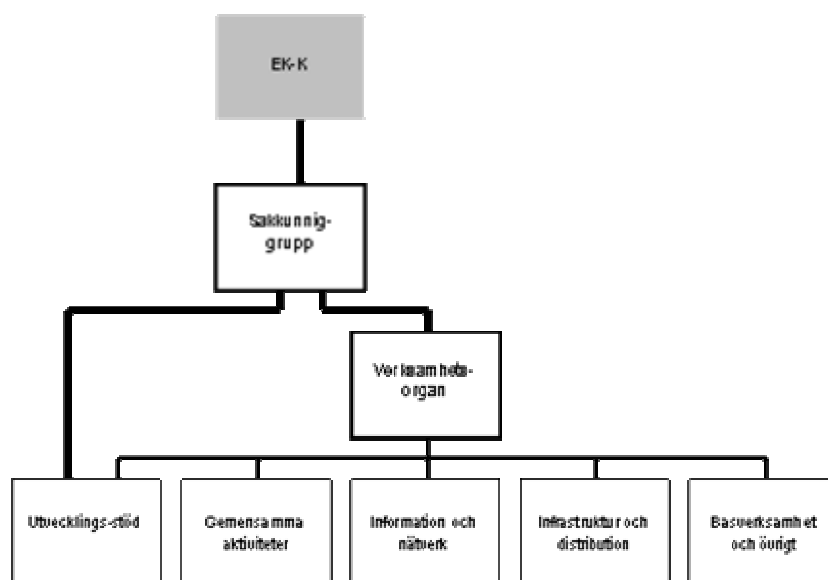 EK-K
Sakkunnig-
grupp
Verksamhets-
organ
Utvecklings-stöd
Gemensamma
aktiviteter
Information och
nätverk
Infrastruktur och
distribution
Basverksamhet
och övrigt